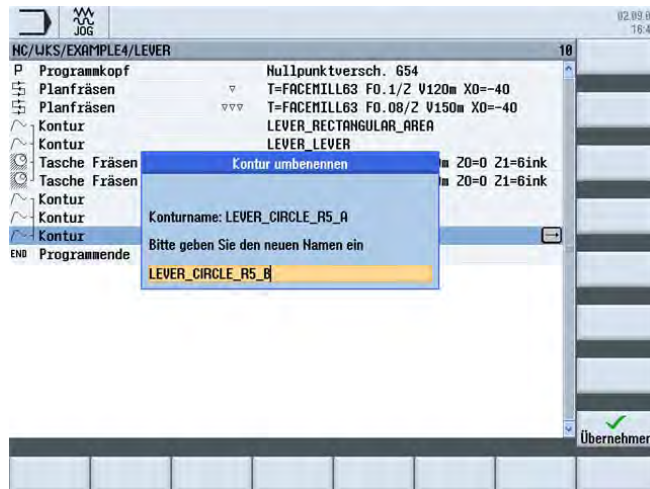 JOG
02.09.0
16:4
NC/WKS/EXAMPLE4/LEVER 10
P Programmkopf Nullpunktversch. G54
Planfräsen ▽ T=FACEMILL63 F0.1/Z V120m X0=-40
Planfräsen ▽▽▽ T=FACEMILL63 F0.08/Z V150m X0=-40
Kontur LEVER_RECTANGULAR_AREA
Kontur LEVER_LEVER
Tasche Fräsen m Z0=0 Z1=6ink
Tasche Fräsen m Z0=0 Z1=6ink
Kontur
Kontur
Kontur
END Programmende
Kontur umbenennen
Konturname: LEVER_CIRCLE_R5_A
Bitte geben Sie den neuen Namen ein
LEVER_CIRCLE_R5_B
Übernehmen